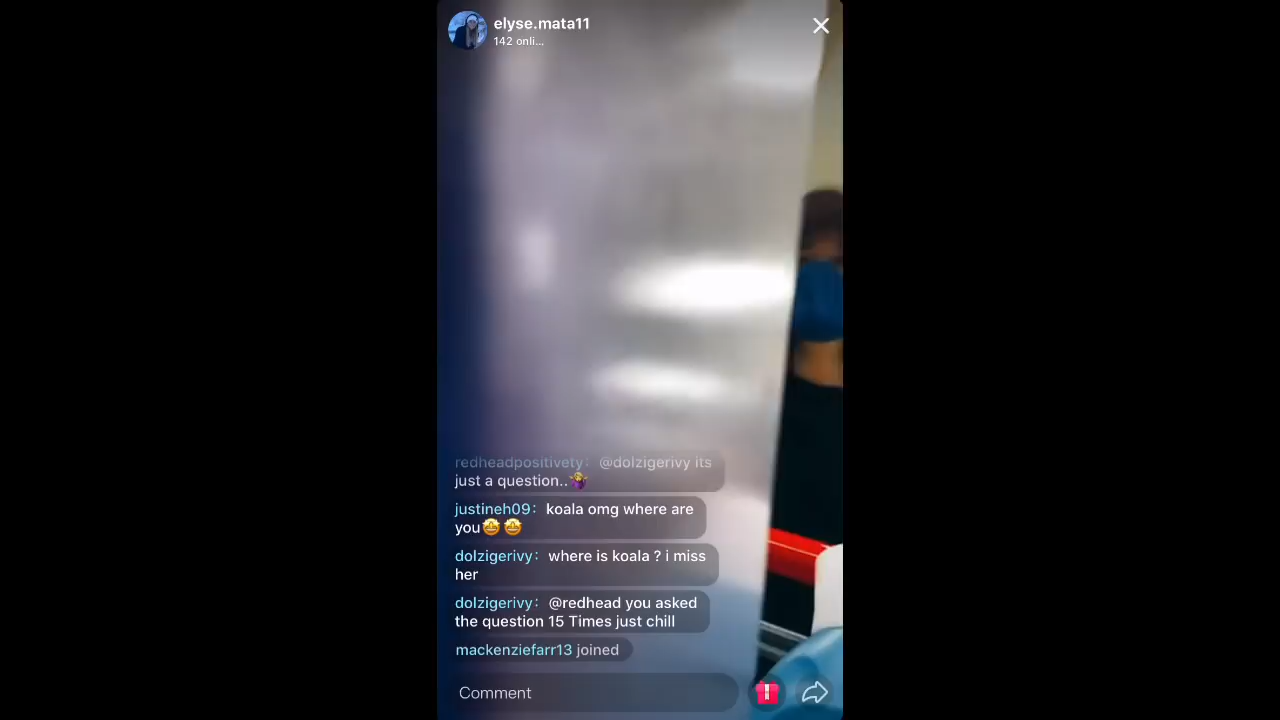 elyse.mata11
142 onli...
redheadpositivety: @dolzigerivy its
just a question..🤷‍♀️
justineh09: koala omg where are
you🤩 🤩
dolzigerivy: where is koala ? i miss
her
dolzigerivy: @redhead you asked
the question 15 Times just chill
mackenziefarr13 joined
Comment